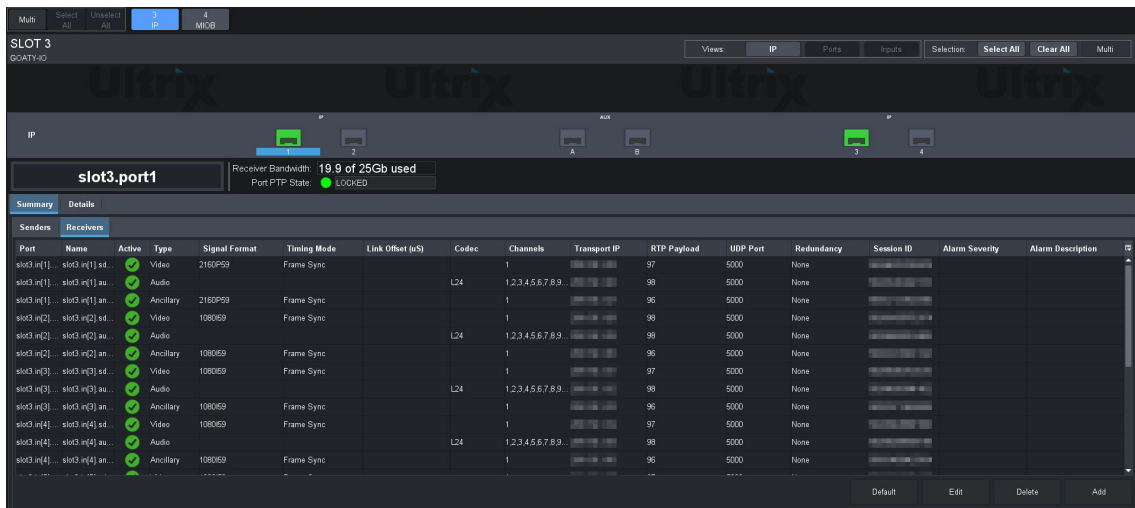 Multi Select All Unselect All 3 IP 4 MIOB
SLOT 3
GOATY-IO
Views: IP Ports Inputs Selection: Select All Clear All Multi
Ultrix Ultrix Ultrix Ultrix
IP AUX IP
IP
1 2 A B 3 4
slot3.port1
Receiver Bandwidth: 19.9 of 25Gb used
Port PTP State: LOCKED
Summary Details
Senders Receivers
Port Name Active Type Signal Format Timing Mode Link Offset (uS) Codec Channels Transport IP RTP Payload UDP Port Redundancy Session ID Alarm Severity Alarm Description
slot3.in[1].... slot3.in[1].sd... Video 2160P59 Frame Sync 1 97 5000 None
slot3.in[1].... slot3.in[1].au... Audio L24 1,2,3,4,5,6,7,8,9... 98 5000 None
slot3.in[1].... slot3.in[1].an... Ancillary 2160P59 Frame Sync 1 96 5000 None
slot3.in[2].... slot3.in[2].sd... Video 1080I59 Frame Sync 1 98 5000 None
slot3.in[2].... slot3.in[2].au... Audio L24 1,2,3,4,5,6,7,8,9... 98 5000 None
slot3.in[2].... slot3.in[2].an... Ancillary 1080I59 Frame Sync 1 96 5000 None
slot3.in[3].... slot3.in[3].sd... Video 1080I59 Frame Sync 1 97 5000 None
slot3.in[3].... slot3.in[3].au... Audio L24 1,2,3,4,5,6,7,8,9... 98 5000 None
slot3.in[3].... slot3.in[3].an... Ancillary 1080I59 Frame Sync 1 96 5000 None
slot3.in[4].... slot3.in[4].sd... Video 1080I59 Frame Sync 1 97 5000 None
slot3.in[4].... slot3.in[4].au... Audio L24 1,2,3,4,5,6,7,8,9... 98 5000 None
slot3.in[4].... slot3.in[4].an... Ancillary 1080I59 Frame Sync 1 96 5000 None
Default Edit Delete Add